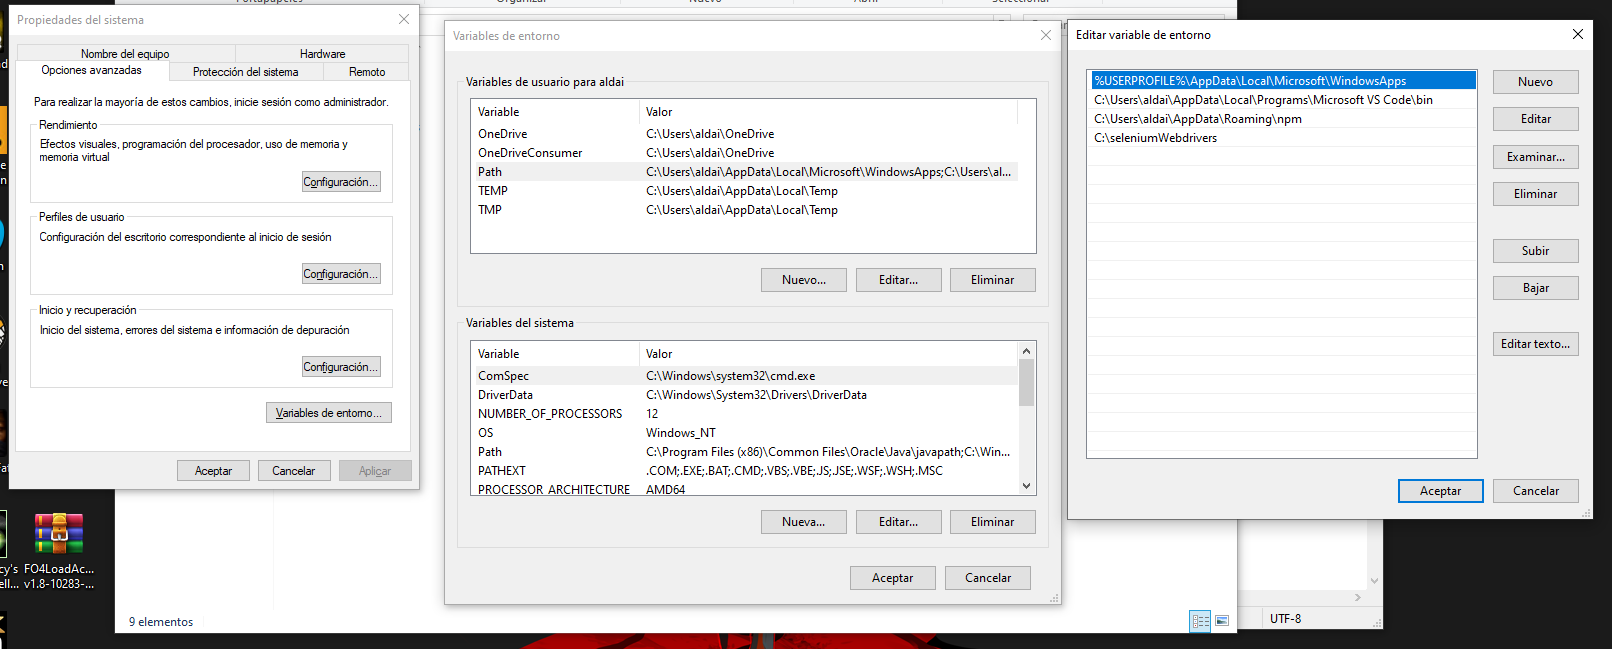 Propiedades del sistema
Nombre del equipo
Hardware
Opciones avanzadas
Protección del sistema
Remoto
Para realizar la mayoría de estos cambios, inicie sesión como administrador.
Rendimiento
Efectos visuales, programación del procesador, uso de memoria y
memoria virtual
Configuración...
Perfiles de usuario
Configuración del escritorio correspondiente al inicio de sesión
Configuración...
Inicio y recuperación
Inicio del sistema, errores del sistema e información de depuración
Configuración...
Variables de entorno...
Aceptar
Cancelar
Aplicar
Variables de entorno
Variables de usuario para aldai
Variable Valor
OneDrive C:\Users\aldai\OneDrive
OneDriveConsumer C:\Users\aldai\OneDrive
Path C:\Users\aldai\AppData\Local\Microsoft\WindowsApps;C:\Users\al...
TEMP C:\Users\aldai\AppData\Local\Temp
TMP C:\Users\aldai\AppData\Local\Temp
Nuevo...
Editar...
Eliminar
Variables del sistema
Variable Valor
ComSpec C:\Windows\system32\cmd.exe
DriverData C:\Windows\System32\Drivers\DriverData
NUMBER_OF_PROCESSORS 12
OS Windows_NT
Path C:\Program Files (x86)\Common Files\Oracle\Java\javapath;C:\Win...
PATHEXT .COM;.EXE;.BAT;.CMD;.VBS;.VBE;.JS;.JSE;.WSF;.WSH;.MSC
PROCESSOR_ARCHITECTURE AMD64
Nueva...
Editar...
Eliminar
Aceptar
Cancelar
Editar variable de entorno
%USERPROFILE%\AppData\Local\Microsoft\WindowsApps
C:\Users\aldai\AppData\Local\Programs\Microsoft VS Code\bin
C:\Users\aldai\AppData\Roaming\npm
C:\seleniumWebdrivers
Nuevo
Editar
Examinar...
Eliminar
Subir
Bajar
Editar texto...
Aceptar
Cancelar
FO4LoadAc...
v1.8-10283-...
9 elementos
UTF-8